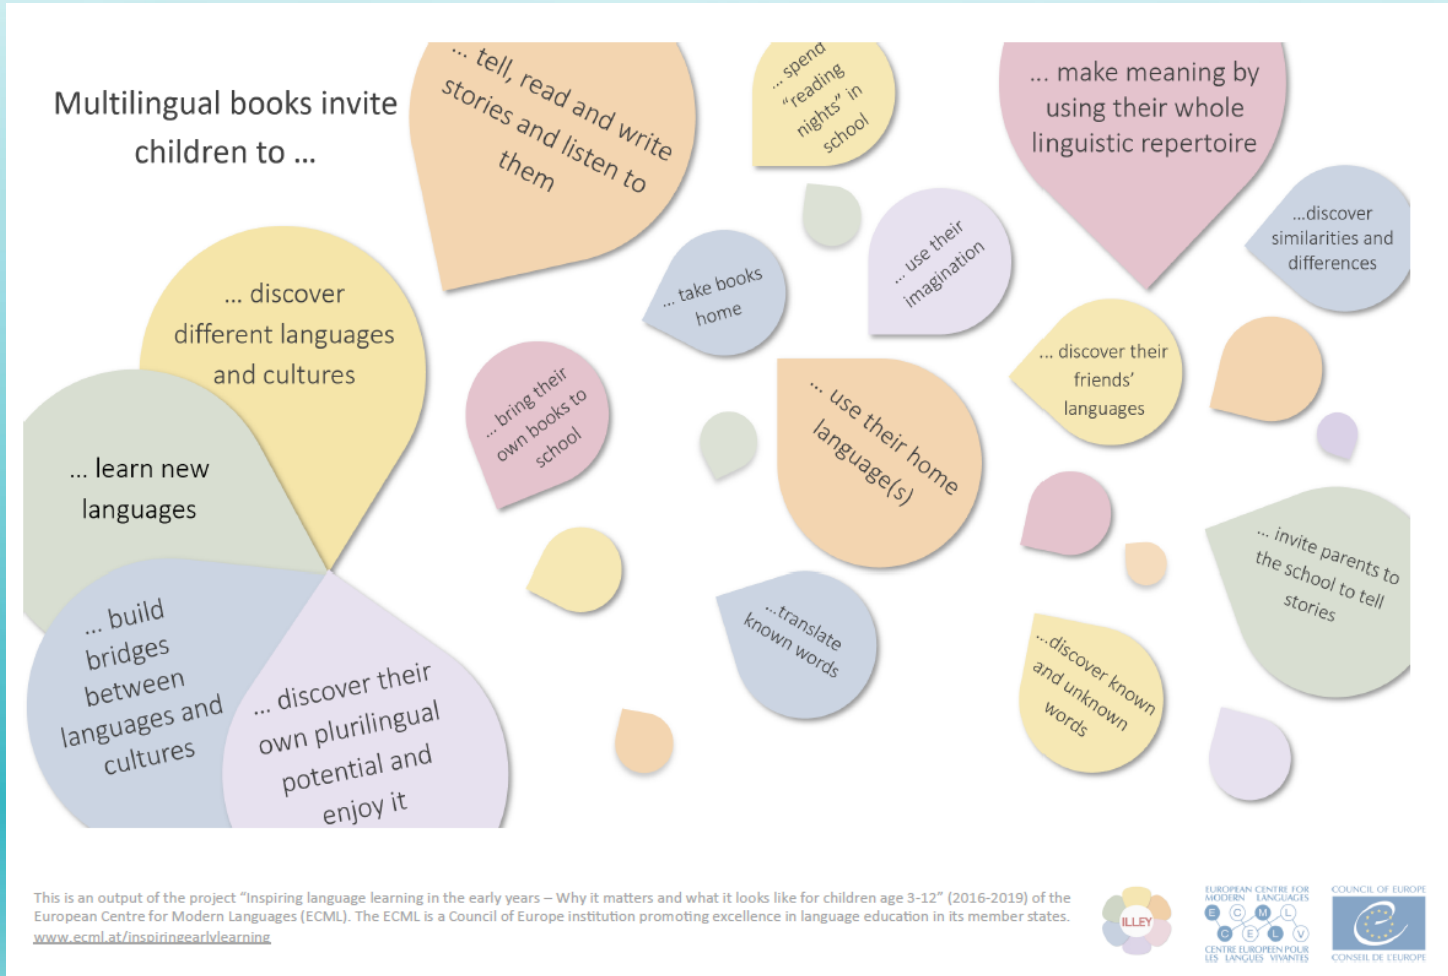 Multilingual books invite
children to ...
... tell, read and write
stories and listen to
them
... spend
“reading
nights” in
school
... make meaning by
using their whole
linguistic repertoire
...discover
similarities and
differences
... use their
imagination
... take books
home
... discover
different languages
and cultures
... discover their
friends’
languages
... bring their
own books to
school
... use their home
language(s)
... learn new
languages
... invite parents to
the school to tell
stories
... build
bridges
between
languages and
cultures
...translate
known words
...discover known
and unknown
words
... discover their
own plurilingual
potential and
enjoy it
This is an output of the project “Inspiring language learning in the early years – Why it matters and what it looks like for children age 3-12” (2016-2019) of the
European Centre for Modern Languages (ECML). The ECML is a Council of Europe institution promoting excellence in language education in its member states.
www.ecml.at/inspiringearlylearning
ILLEY
EUROPEAN CENTRE FOR
MODERN LANGUAGES
E C M L
C E L V
CENTRE EUROPEEN POUR
LES LANGUES VIVANTES
COUNCIL OF EUROPE
CONSEIL DE L'EUROPE